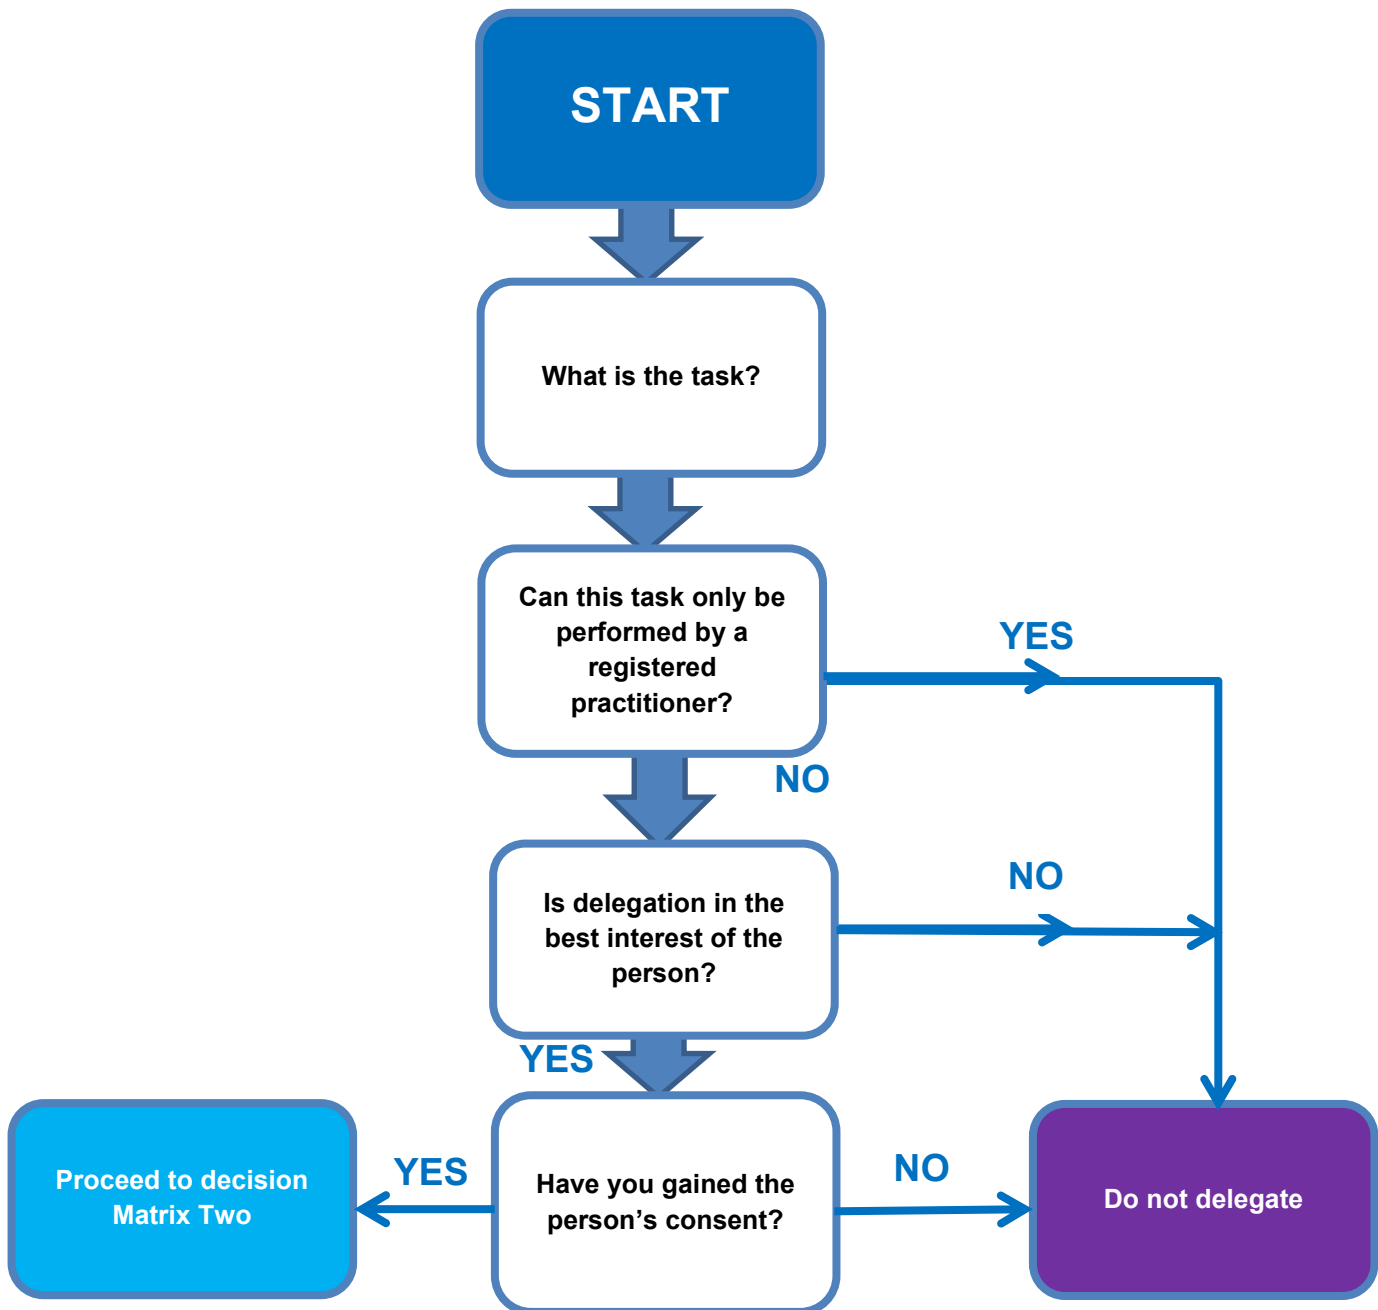 START
What is the task?
Can this task only be
performed by a
registered
practitioner?
YES
NO
Is delegation in the
best interest of the
person?
NO
YES
Proceed to decision
Matrix Two
YES
Have you gained the
person’s consent?
NO
Do not delegate